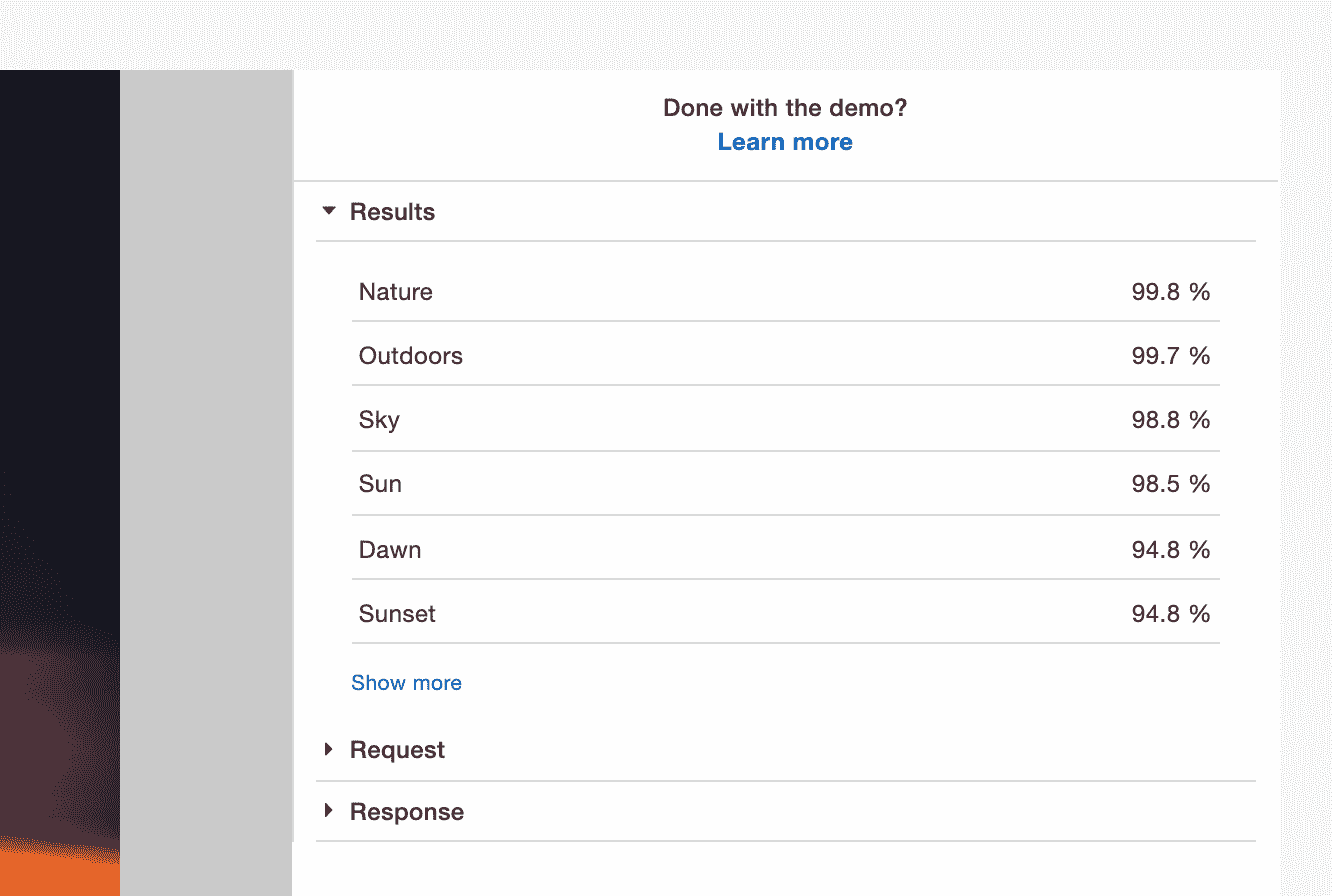 Done with the demo?
Learn more
Results
Nature 99.8 %
Outdoors 99.7 %
Sky 98.8 %
Sun 98.5 %
Dawn 94.8 %
Sunset 94.8 %
Show more
Request
Response